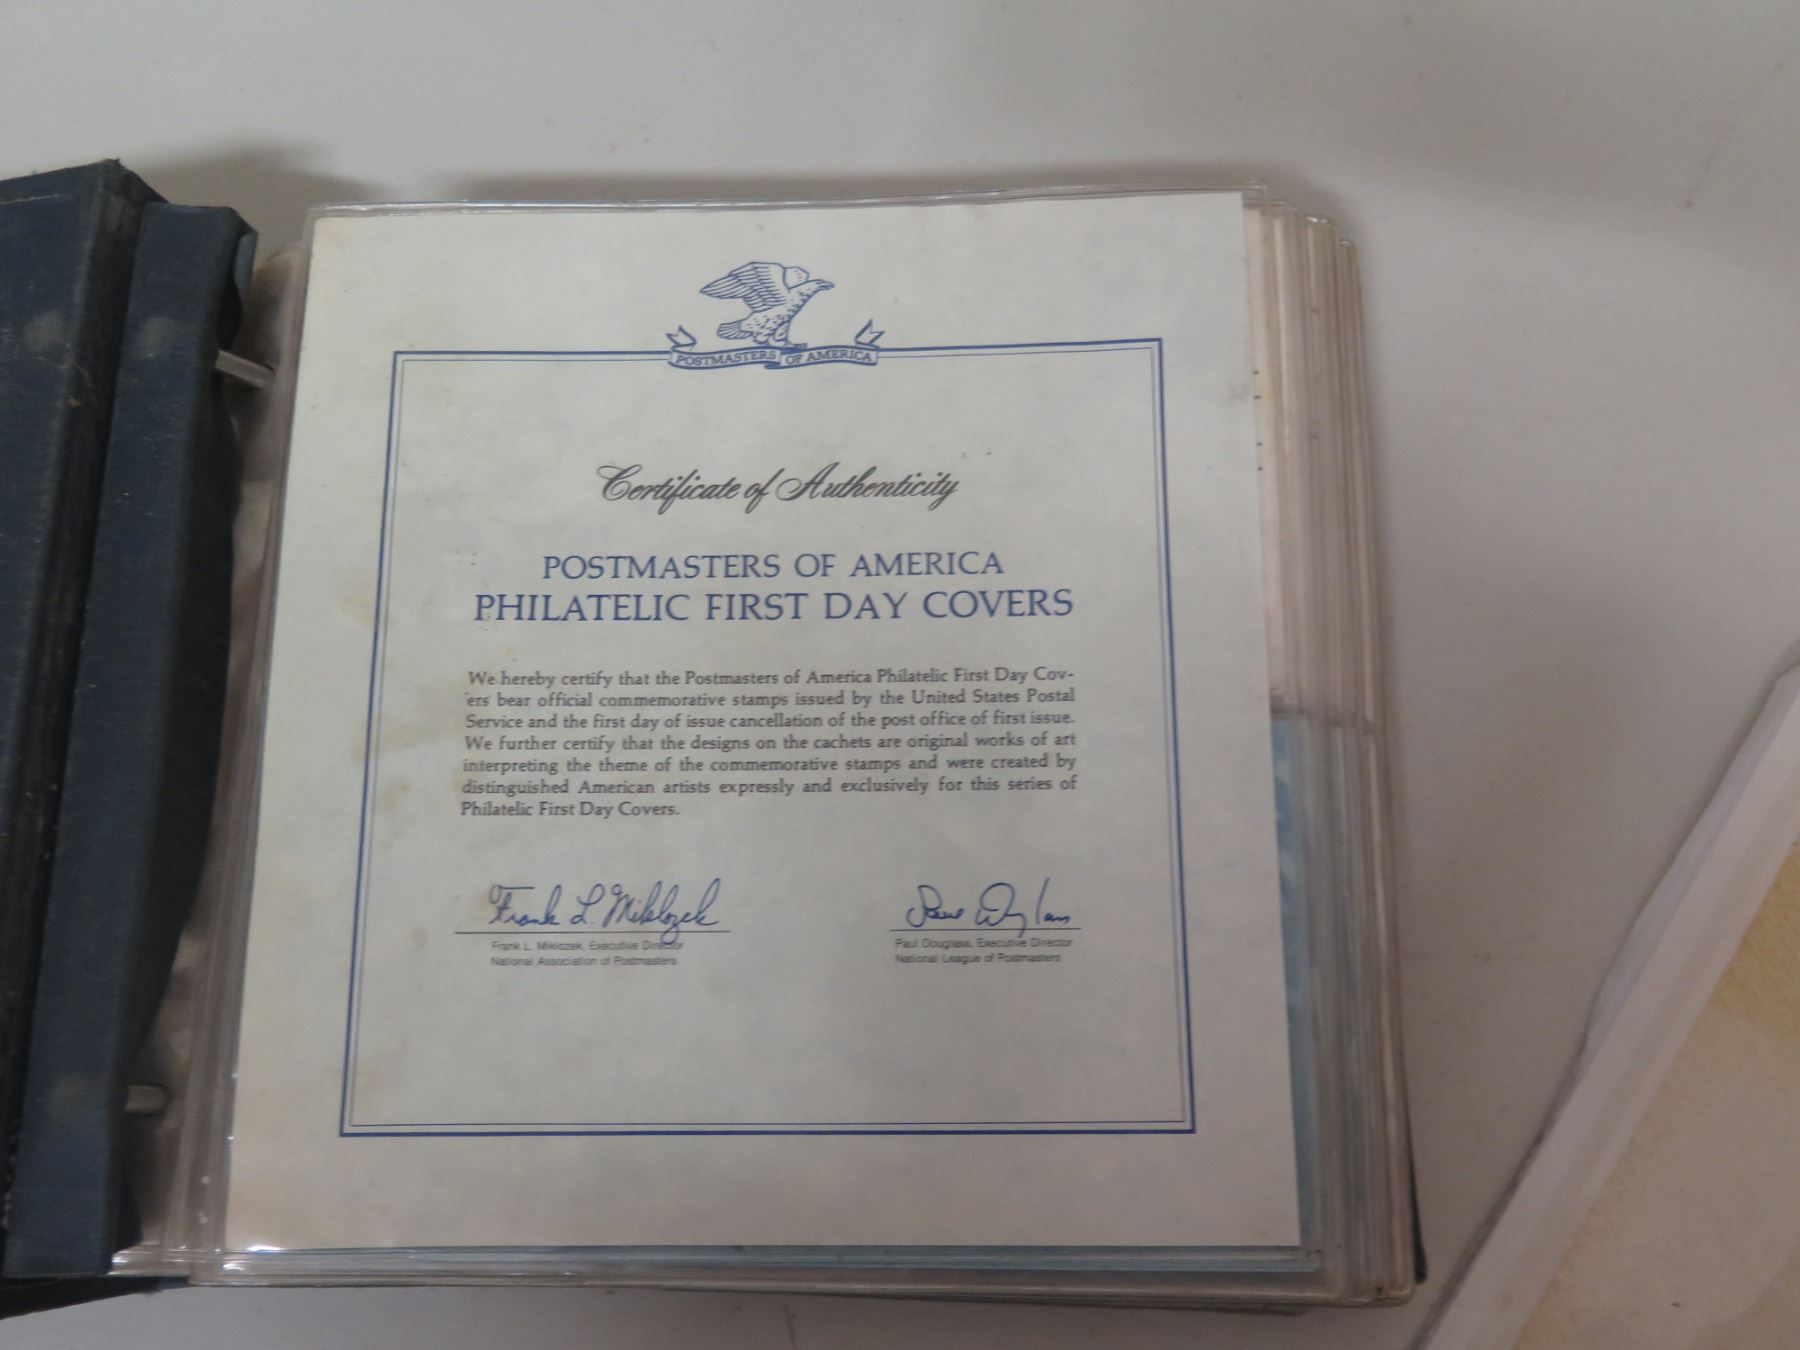 POSTMASTERS OF AMERICA
Certificate of Authenticity
POSTMASTERS OF AMERICA
PHILATELIC FIRST DAY COVERS
We hereby certify that the Postmasters of America Philatelic First Day Cov-
ers bear official commemorative stamps issued by the United States Postal
Service and the first day of issue cancellation of the post office of first issue.
We further certify that the designs on the cachets are original works of art
interpreting the theme of the commemorative stamps and were created by
distinguished American artists expressly and exclusively for this series of
Philatelic First Day Covers.
Frank L. Miklozek
Frank L. Miklozek, Executive Director
National Association of Postmasters
Paul Douglass, Executive Director
National League of Postmasters